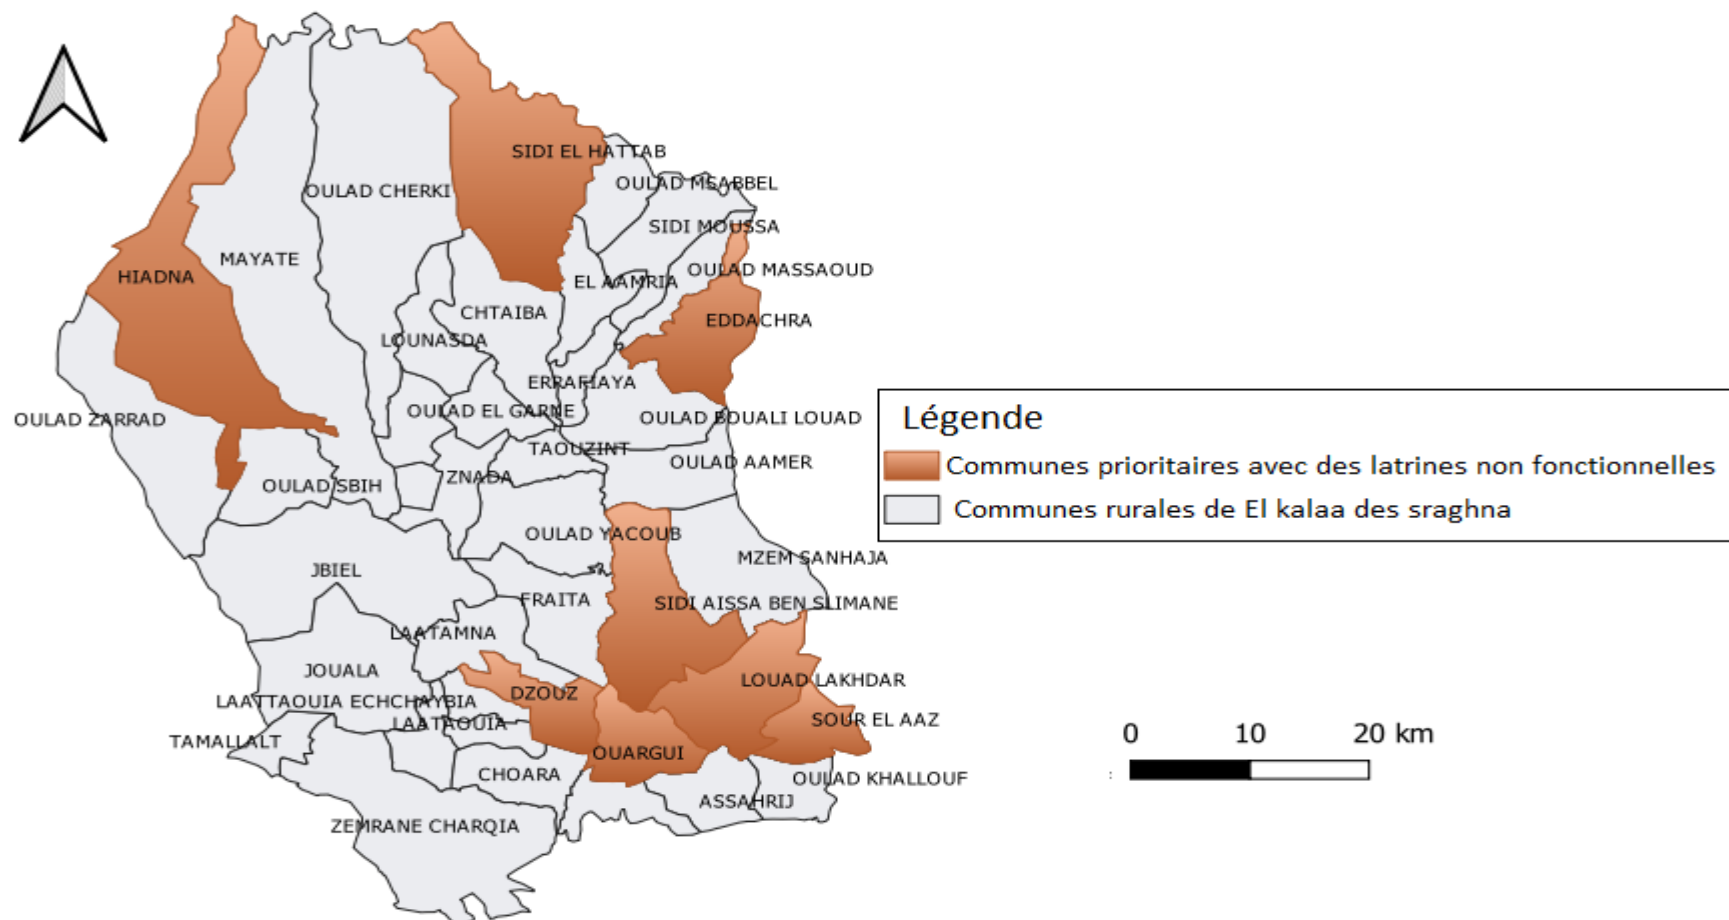 SIDI EL HATTAB
OULAD MSABBEL
OULAD CHERKI
SIDI MOUSSA
MAYATE
OULAD MASSAOUD
HIADNA
EL AAMRIA
CHTAIBA
EDDACHRA
LOUNASDA
ERRAFIAYA
OULAD EL GARNE
OULAD BOUALI LOUAD
OULAD ZARRAD
TAOUZINT
OULAD AAMER
ZNADA
OULAD SBIH
OULAD YACOUB
MZEM SANHAJA
JBIEL
FRAITA
SIDI AISSA BEN SLIMANE
LAATAMNA
JOUALA
LOUAD LAKHDAR
DZOUZ
LAATTAOUIA ECHCHAYBIA
SOUR EL AAZ
LAATAOUIA
TAMALLALT
OUARGUI
CHOARA
OULAD KHALLOUF
ASSAHRIJ
ZEMRANE CHARQIA
Légende
Communes prioritaires avec des latrines non fonctionnelles
Communes rurales de El kalaa des sraghna
0 10 20 km